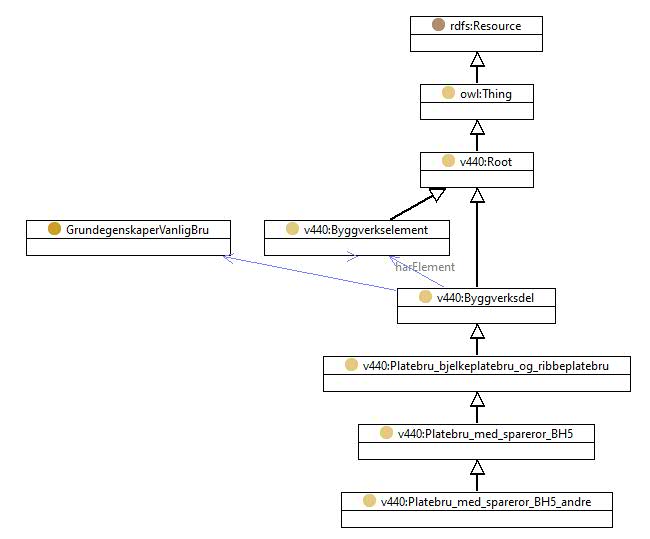 rdfs:Resource
owl:Thing
v440:Root
GrundegenskaperVanligBru
v440:Byggverkselement
harElement
v440:Byggverksdel
v440:Platebru_bjelkeplatebru_og_ribbeplatebru
v440:Platebru_med_spareror_BH5
v440:Platebru_med_spareror_BH5_andre